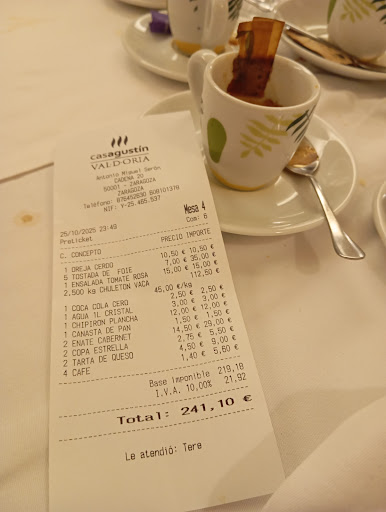 casagustín
VALDORIA
Antonio Miguel Serón
CADENA 20
50001 - ZARAGOZA
ZARAGOZA
Teléfono: 876452630 608101378
NIF: Y-25.465.537
Mesa 4
25/10/2025 23:49 Com: 6
Preticket
C. CONCEPTO PRECIO IMPORTE
1 OREJA CERDO 10,50 € 10,50 €
5 TOSTADA DE FOIE 7,00 € 35,00 €
1 ENSALADA TOMATE ROSA 15,00 € 15,00 €
2,500 kg CHULETON VACA 112,50 €
45,00 €/kg
1 COCA COLA CERO 2,50 € 2,50 €
1 AGUA 1L CRISTAL 3,00 € 3,00 €
1 CHIPIRON PLANCHA 12,00 € 12,00 €
1 CANASTA DE PAN 1,50 € 1,50 €
2 ENATE CABERNET 14,50 € 29,00 €
2 COPA ESTRELLA 2,75 € 5,50 €
2 TARTA DE QUESO 4,50 € 9,00 €
4 CAFE 1,40 € 5,60 €
Base imponible 219,18
I.V.A. 10,00% 21,92
Total: 241,10 €
Le atendió: Tere